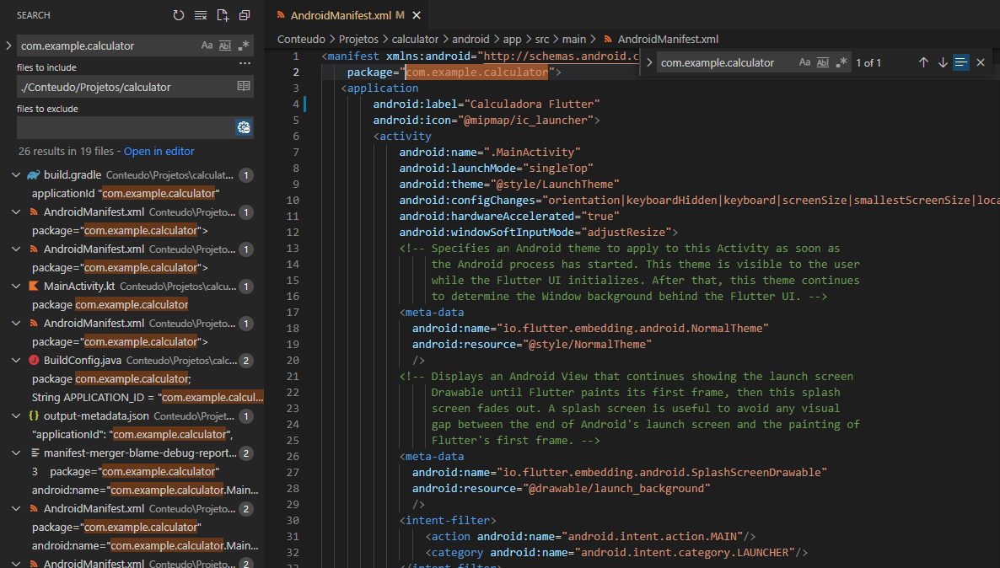 SEARCH
com.example.calculator Aa Abl .*
files to include ...
./Conteudo/Projetos/calculator
files to exclude
26 results in 19 files - Open in editor
build.gradle Conteudo\Projetos\calculat... 1
applicationId "com.example.calculator"
AndroidManifest.xml Conteudo\Projeto... 1
package="com.example.calculator">
AndroidManifest.xml Conteudo\Projeto... 1
package="com.example.calculator">
MainActivity.kt Conteudo\Projetos\calcu... 1
package com.example.calculator
AndroidManifest.xml Conteudo\Projeto... 1
package="com.example.calculator">
BuildConfig.java Conteudo\Projetos\calc... 2
package com.example.calculator;
String APPLICATION_ID = "com.example.calcul...
{} output-metadata.json Conteudo\Projet... 1
"applicationId": "com.example.calculator",
manifest-merger-blame-debug-report... 2
3 package="com.example.calculator"
android:name="com.example.calculator.Main...
AndroidManifest.xml Conteudo\Projeto... 2
package="com.example.calculator"
android:name="com.example.calculator.Main...
AndroidManifest.xml Conteudo\Projeto... 2
AndroidManifest.xml M
Conteudo > Projetos > calculator > android > app > src > main > AndroidManifest.xml
com.example.calculator Aa Abl .* 1 of 1
1 <manifest xmlns:android="http://schemas.android.c
2 package="com.example.calculator">
3 <application
4 android:label="Calculadora Flutter"
5 android:icon="@mipmap/ic_launcher">
6 <activity
7 android:name=".MainActivity"
8 android:launchMode="singleTop"
9 android:theme="@style/LaunchTheme"
10 android:configChanges="orientation|keyboardHidden|keyboard|screenSize|smallestScreenSize|loca
11 android:hardwareAccelerated="true"
12 android:windowSoftInputMode="adjustResize">
13 <!-- Specifies an Android theme to apply to this Activity as soon as
14 the Android process has started. This theme is visible to the user
15 while the Flutter UI initializes. After that, this theme continues
16 to determine the Window background behind the Flutter UI. -->
17 <meta-data
18 android:name="io.flutter.embedding.android.NormalTheme"
19 android:resource="@style/NormalTheme"
20 />
21 <!-- Displays an Android View that continues showing the launch screen
22 Drawable until Flutter paints its first frame, then this splash
23 screen fades out. A splash screen is useful to avoid any visual
24 gap between the end of Android's launch screen and the painting of
25 Flutter's first frame. -->
26 <meta-data
27 android:name="io.flutter.embedding.android.SplashScreenDrawable"
28 android:resource="@drawable/launch_background"
29 />
30 <intent-filter>
31 <action android:name="android.intent.action.MAIN"/>
32 <category android:name="android.intent.category.LAUNCHER"/>
33 </intent-filter>